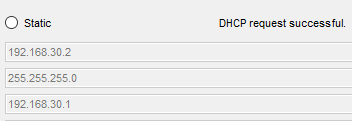 Static DHCP request successful.
192.168.30.2
255.255.255.0
192.168.30.1